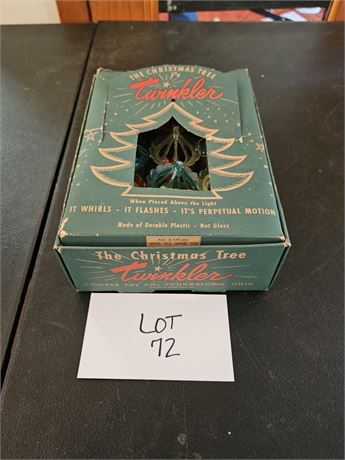 THE CHRISTMAS TREE
Twinkler
When Placed Above the Light
IT WHIRLS - IT FLASHES - IT'S PERPETUAL MOTION
Made of Durable Plastic - Not Glass
The Christmas Tree
Twinkler
TOY CO., YOUNGSTOWN, OHIO
LOT
72